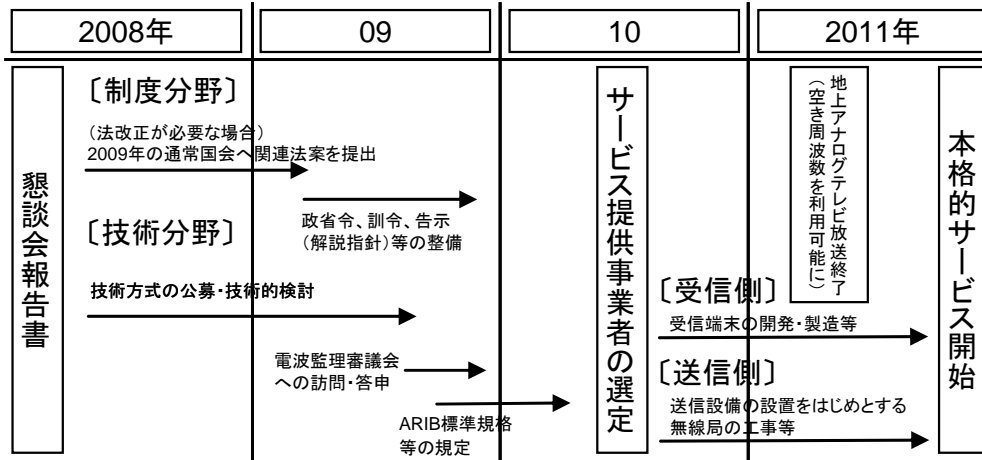 2008年
09
10
2011年
懇談会報告書
〔制度分野〕
(法改正が必要な場合)
2009年の通常国会へ関連法案を提出
政省令、訓令、告示
(解説指針)等の整備
〔技術分野〕
技術方式の公募・技術的検討
電波監理審議会
への訪問・答申
ARIB標準規格
等の規定
サービス提供事業者の選定
地上アナログテレビ放送終了
(空き周波数を利用可能に)
〔受信側〕
受信端末の開発・製造等
〔送信側〕
送信設備の設置をはじめとする
無線局の工事等
本格的サービス開始